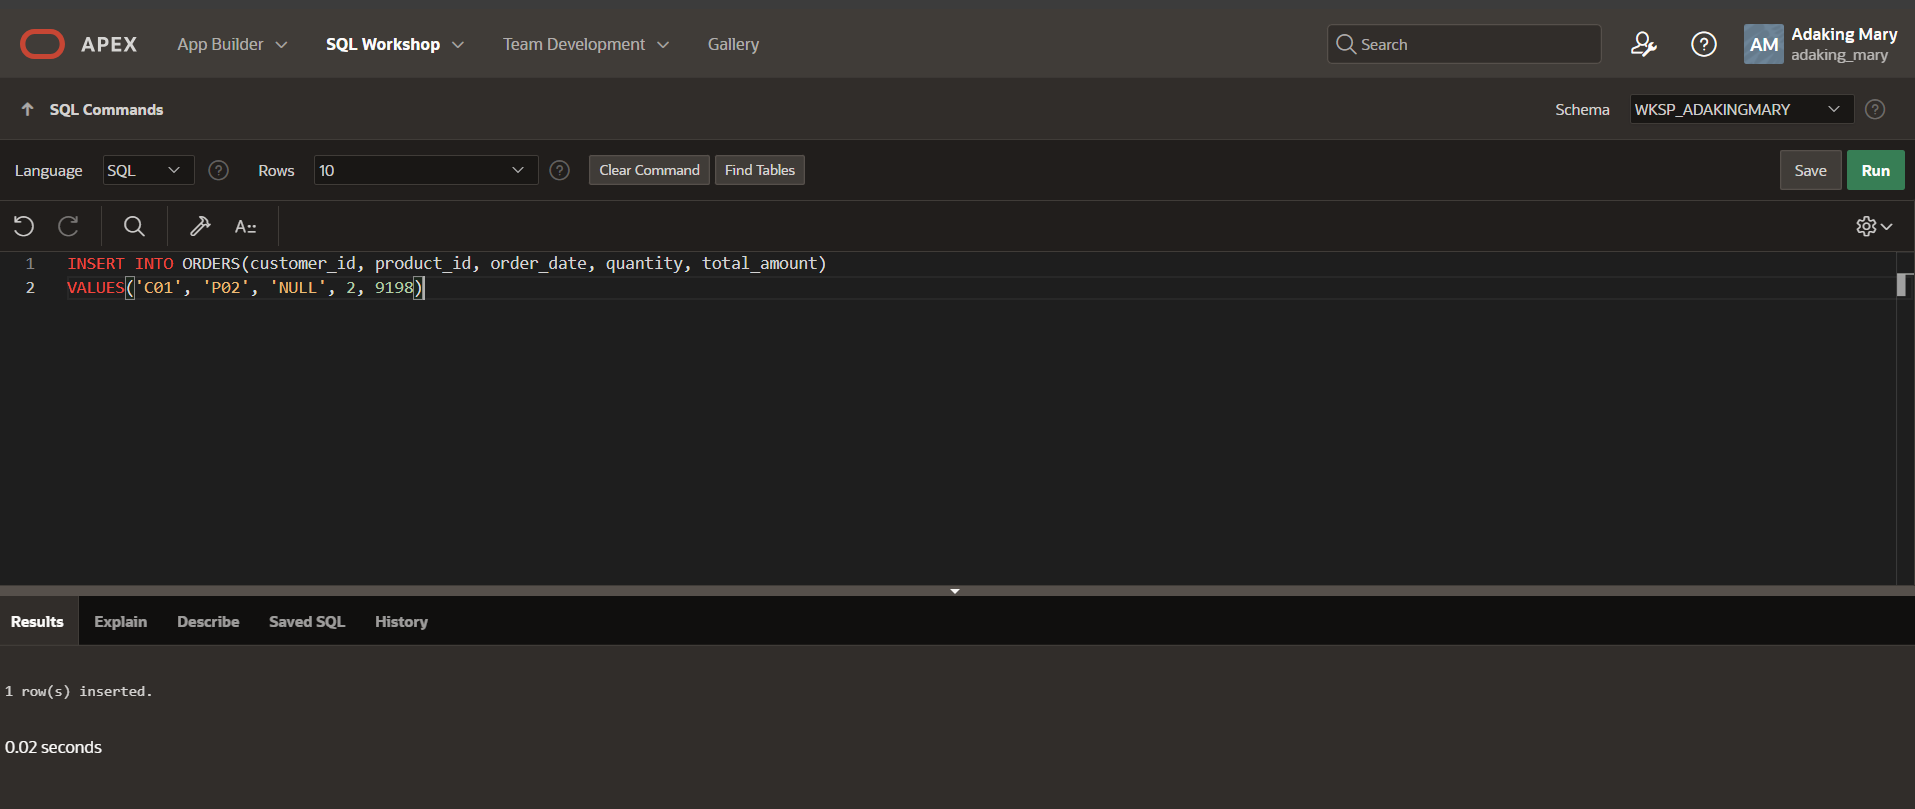 APEX App Builder SQL Workshop Team Development Gallery Search AM Adaking Mary
adaking_mary
SQL Commands Schema WKSP_ADAKINGMARY
Language SQL Rows 10 Clear Command Find Tables Save Run
A
1 INSERT INTO ORDERS(customer_id, product_id, order_date, quantity, total_amount)
2 VALUES('C01', 'P02', 'NULL', 2, 9198)
Results Explain Describe Saved SQL History
1 row(s) inserted.
0.02 seconds